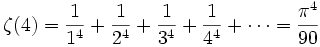 ζ(4) = 1/1⁴ + 1/2⁴ + 1/3⁴ + 1/4⁴ + ⋯ = π⁴/90